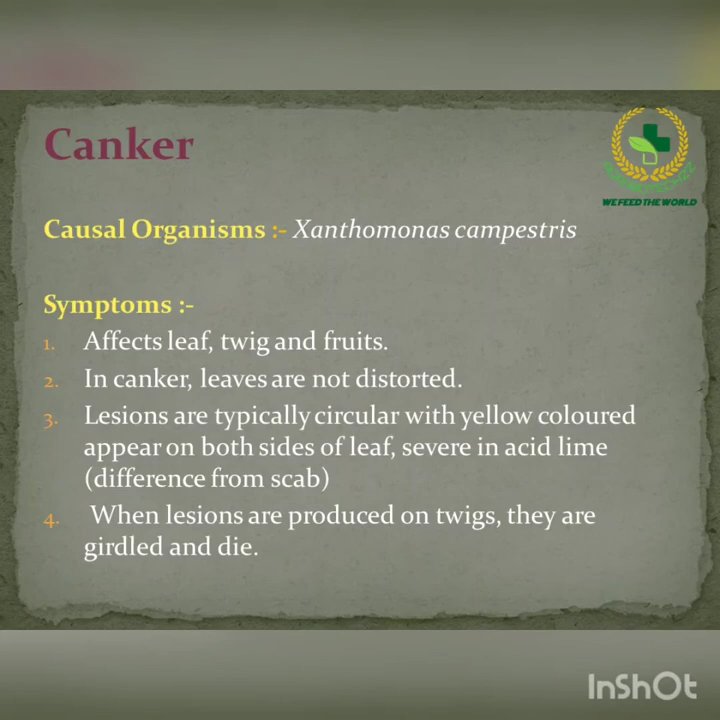 Canker
WE FEED THE WORLD
Causal Organisms :- Xanthomonas campestris
Symptoms :-
1. Affects leaf, twig and fruits.
2. In canker, leaves are not distorted.
3. Lesions are typically circular with yellow coloured
appear on both sides of leaf, severe in acid lime
(difference from scab)
4. When lesions are produced on twigs, they are
girdled and die.
InShOt